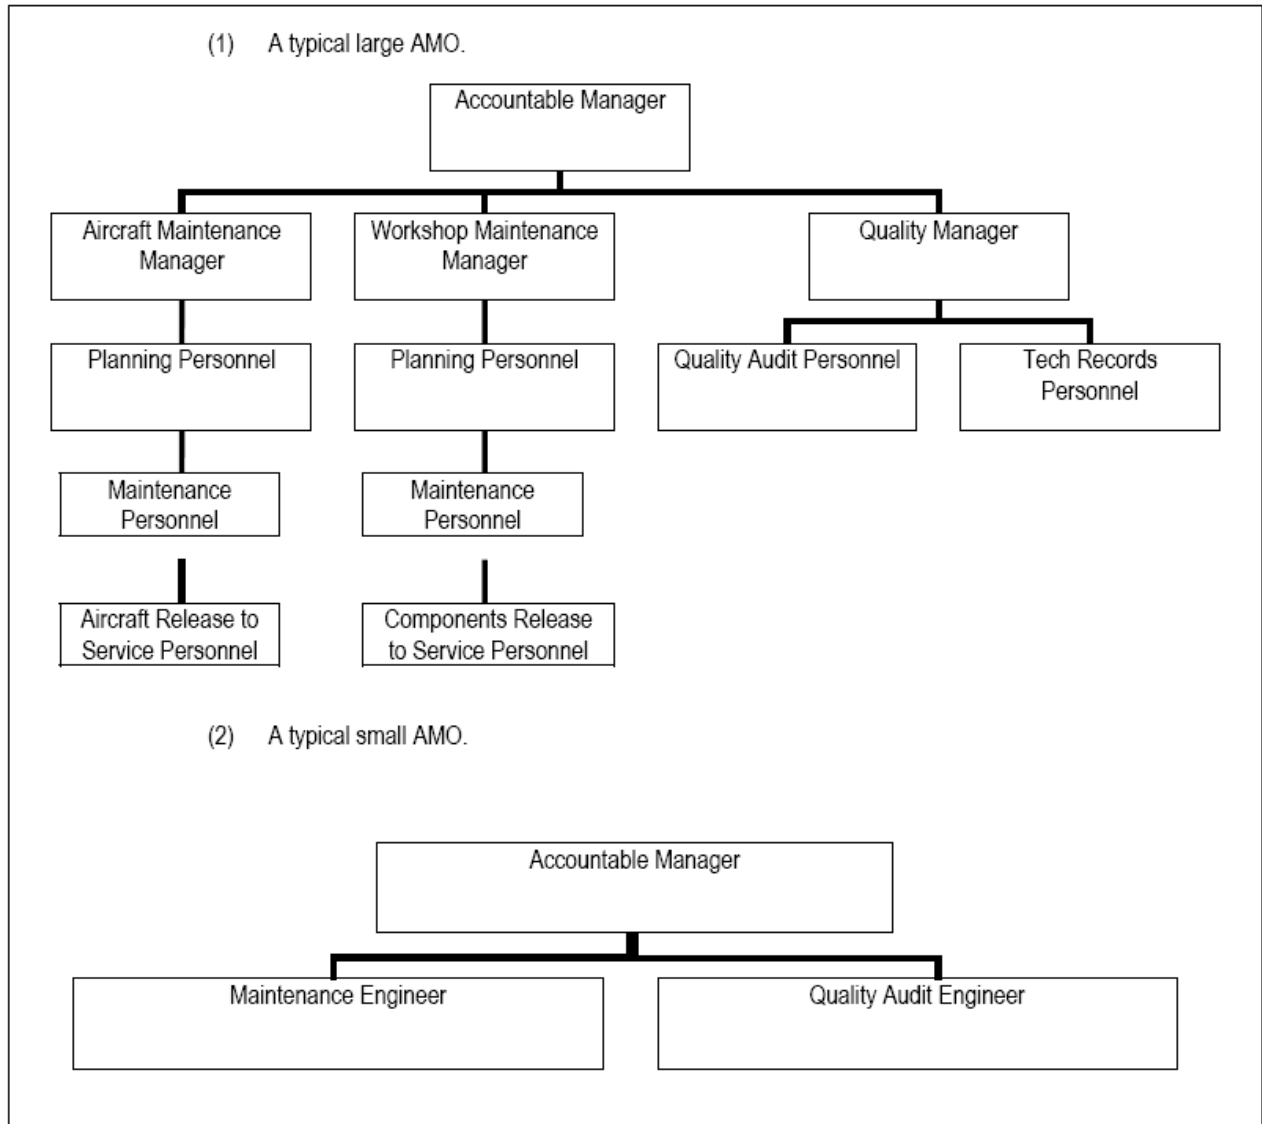 (1) A typical large AMO.
Accountable Manager
Aircraft Maintenance
Manager
Workshop Maintenance
Manager
Quality Manager
Planning Personnel
Planning Personnel
Quality Audit Personnel
Tech Records
Personnel
Maintenance
Personnel
Maintenance
Personnel
Aircraft Release to
Service Personnel
Components Release
to Service Personnel
(2) A typical small AMO.
Accountable Manager
Maintenance Engineer
Quality Audit Engineer